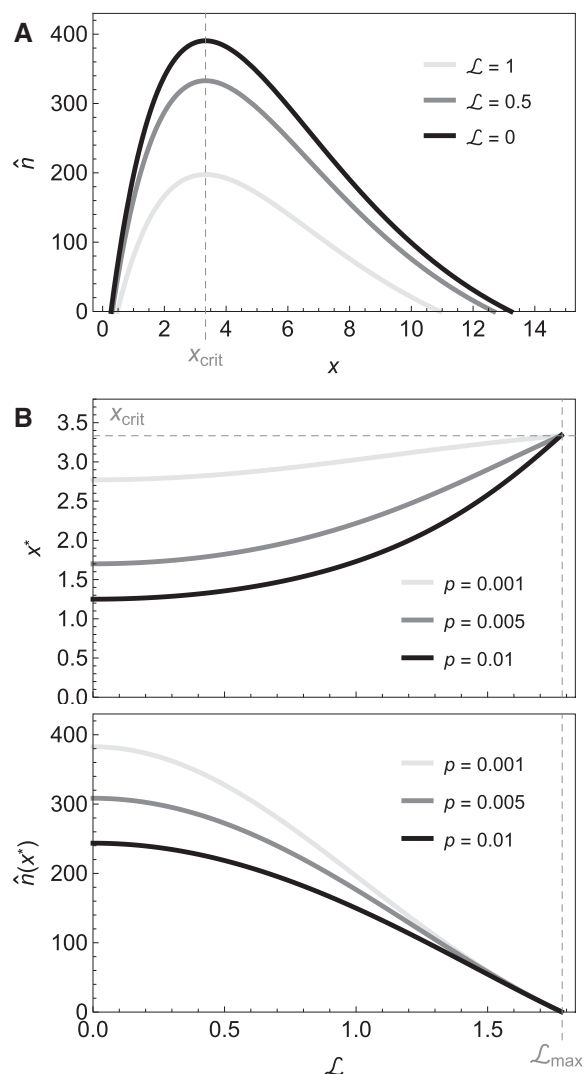 A
400
300
200
100
0
n̂
ℒ = 1
ℒ = 0.5
ℒ = 0
0 2 4 6 8 10 12 14
x_crit
x
B
x_crit
3.5
3.0
2.5
2.0
1.5
1.0
0.5
0.0
x*
p = 0.001
p = 0.005
p = 0.01
400
300
200
100
0
n̂(x*)
p = 0.001
p = 0.005
p = 0.01
0.0 0.5 1.0 1.5
ℒ
ℒ_max